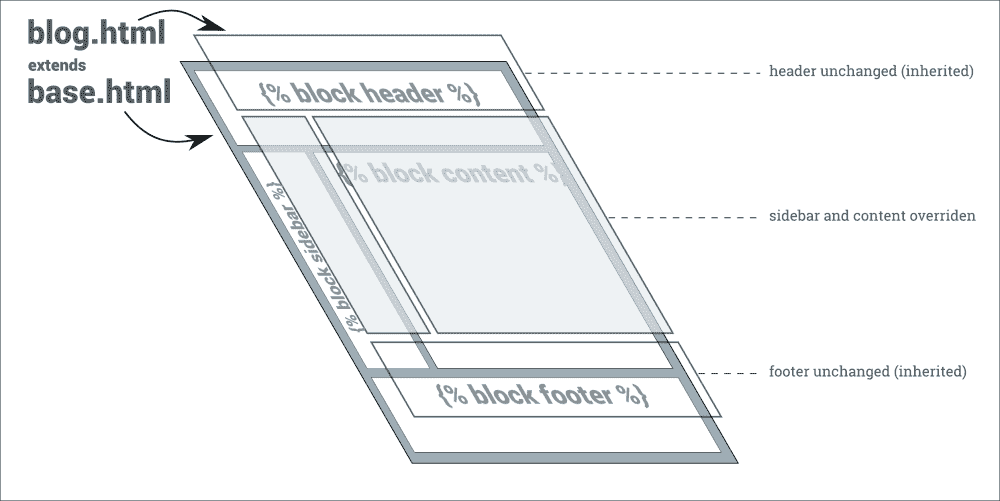 blog.html
extends
base.html
{% block header %}
{% block content %}
{% block sidebar %}
{% block footer %}
header unchanged (inherited)
sidebar and content overriden
footer unchanged (inherited)